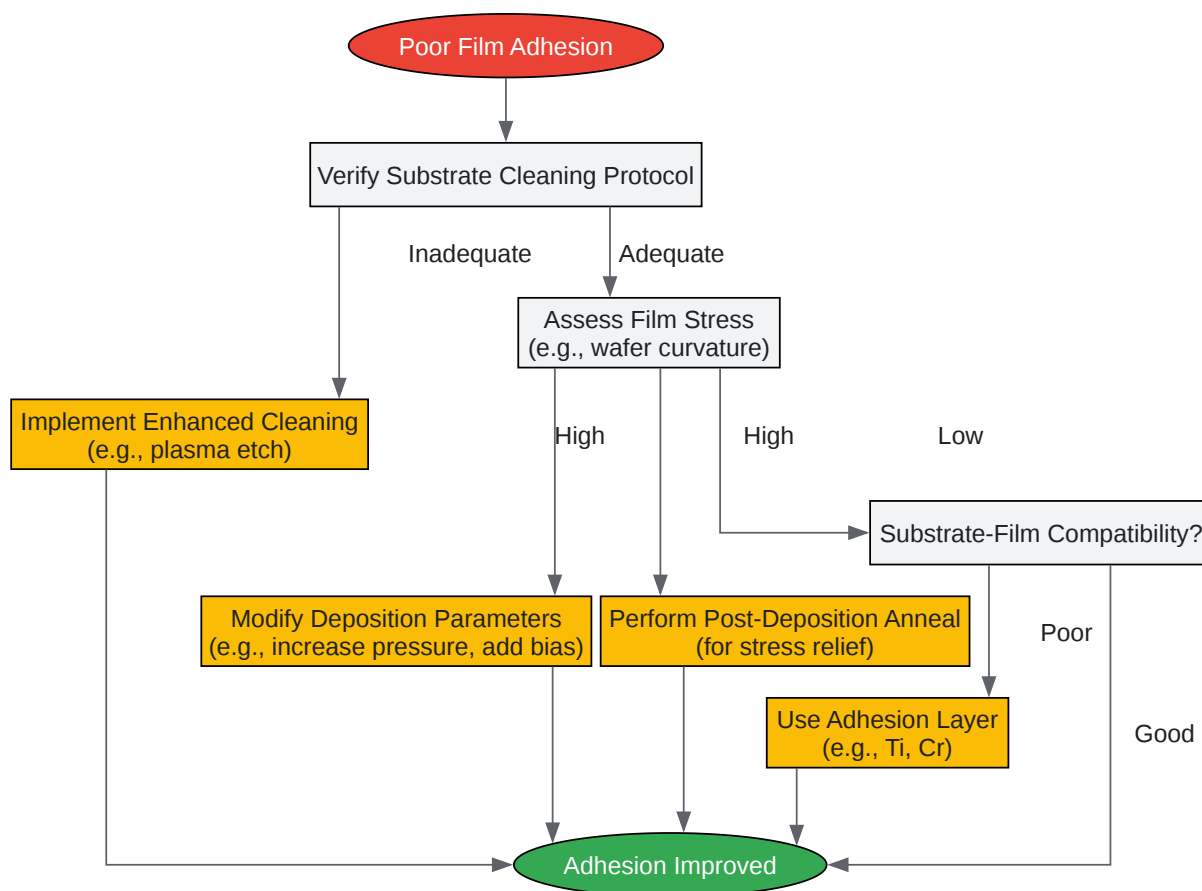 Poor Film Adhesion
Verify Substrate Cleaning Protocol
Inadequate
Adequate
Assess Film Stress
(e.g., wafer curvature)
Implement Enhanced Cleaning
(e.g., plasma etch)
High
High
Low
Substrate-Film Compatibility?
Modify Deposition Parameters
(e.g., increase pressure, add bias)
Perform Post-Deposition Anneal
(for stress relief)
Poor
Use Adhesion Layer
(e.g., Ti, Cr)
Good
Adhesion Improved